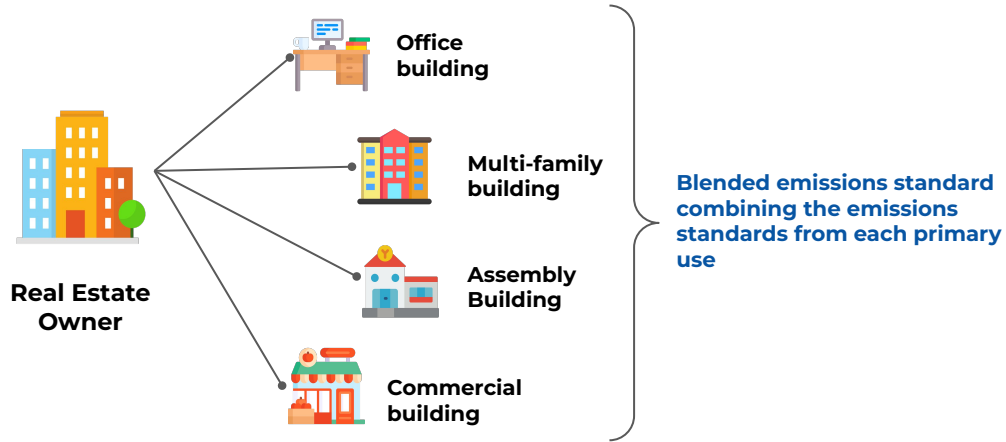 Office
building
Multi-family
building
Blended emissions standard
combining the emissions
standards from each primary
use
Assembly
Building
Real Estate
Owner
Commercial
building